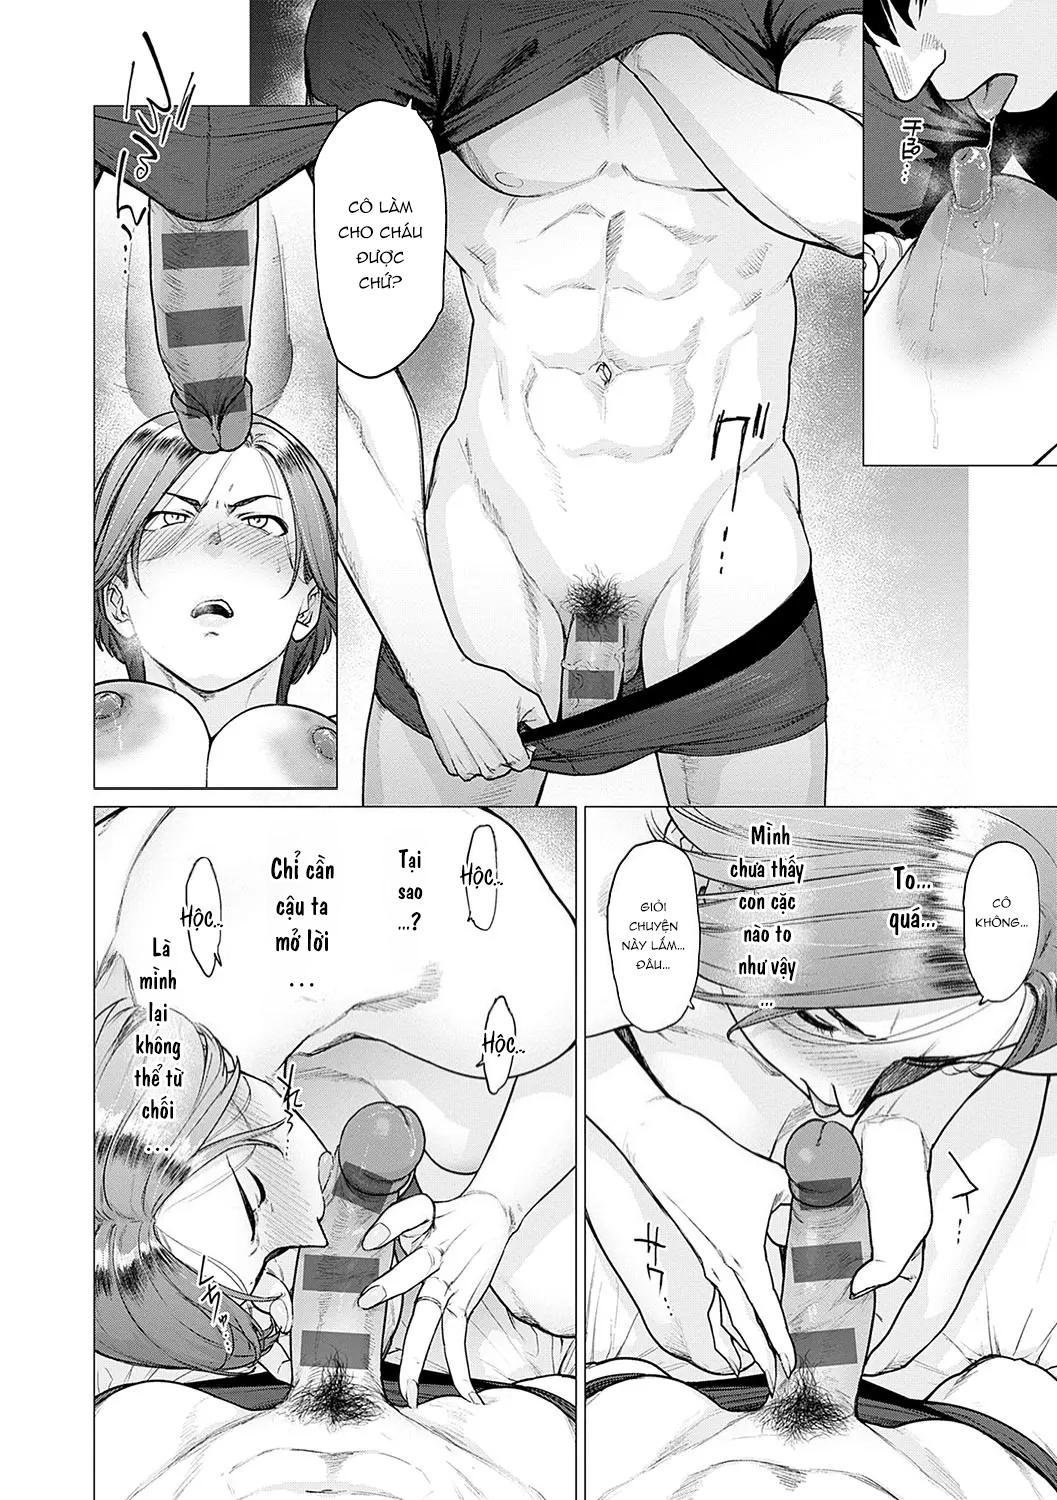 CÔ LÀM
CHO CHÁU
ĐƯỢC
CHỨ?
CÔ
KHÔNG...
To...
quá...
Mình
chưa thấy
con cặc
nào to
như vậy
...
GIỎI
CHUYỆN
NÀY LẮM...
ĐÂU...
Hộc...
Tại
sao
...?
Chỉ cần
cậu ta
mở lời
...
Hộc...
Là
mình
lại
không
thể từ
chối
...
Hộc...